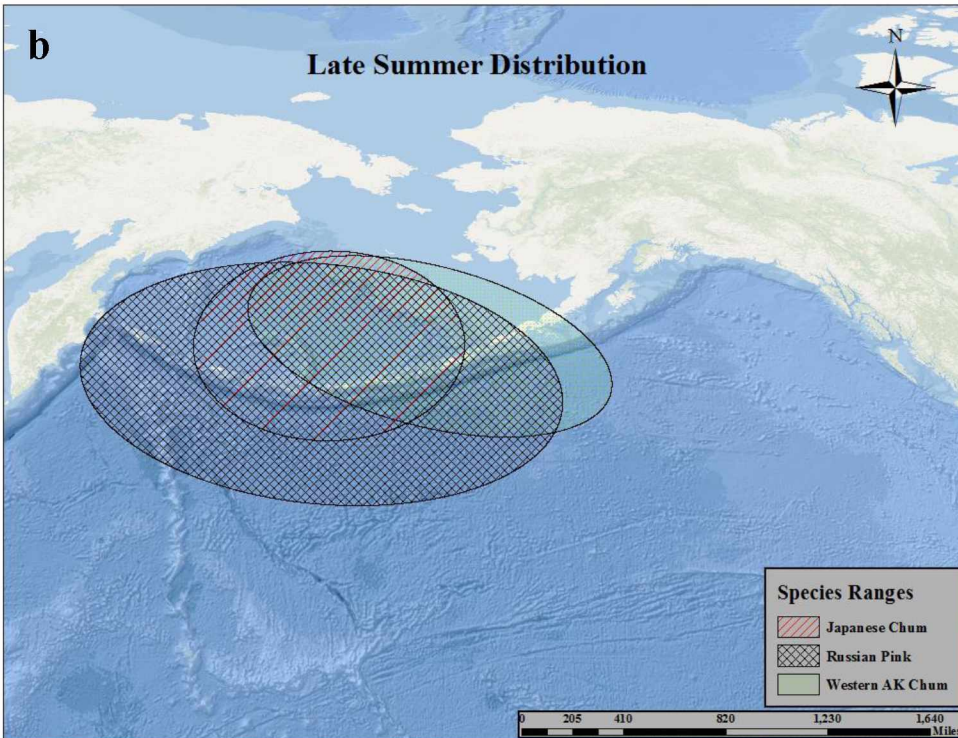 b
Late Summer Distribution
N
Species Ranges
Japanese Chum
Russian Pink
Western AK Chum
0 205 410 820 1,230 1,640
Miles